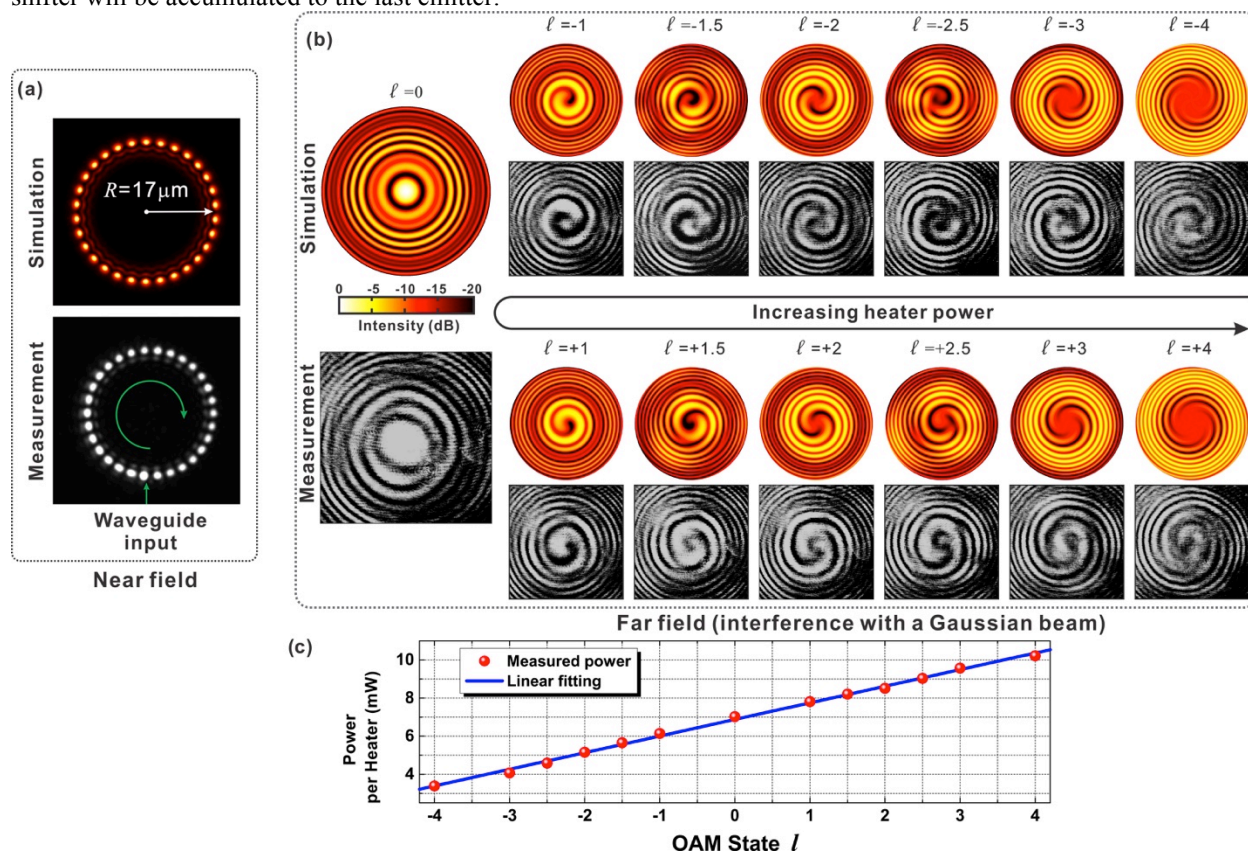 shifter will be accumulated to the last emitter.
(a)
Simulation
R=17μm
Measurement
Waveguide
input
Near field
(b)
ℓ =0
Simulation
0 -5 -10 -15 -20
Intensity (dB)
Measurement
ℓ =-1 ℓ =-1.5 ℓ =-2 ℓ =-2.5 ℓ =-3 ℓ =-4
Increasing heater power
ℓ =+1 ℓ =+1.5 ℓ =+2 ℓ =+2.5 ℓ =+3 ℓ =+4
Far field (interference with a Gaussian beam)
(c)
Measured power
Linear fitting
Power
per Heater (mW)
10
8
6
4
-4 -3 -2 -1 0 1 2 3 4
OAM State l